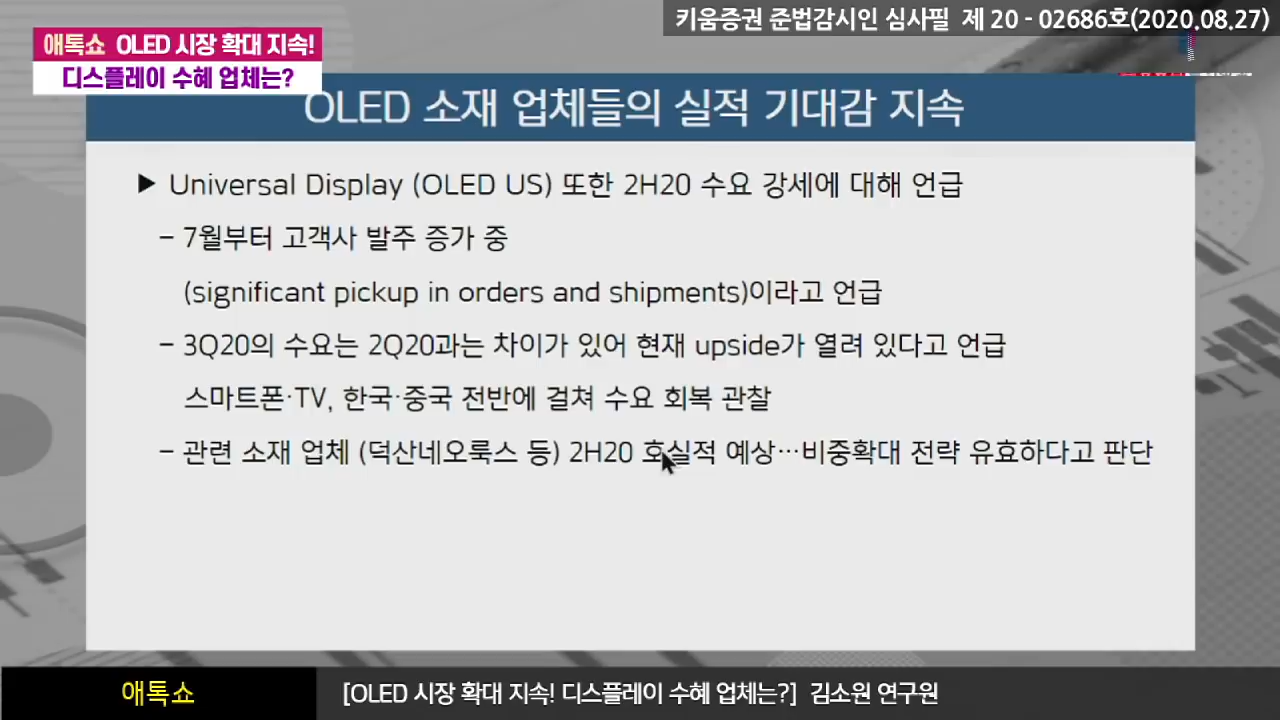 키움증권 준법감시인 심사필 제 20 - 02686호(2020.08.27)
애톡쇼 OLED 시장 확대 지속!
디스플레이 수혜 업체는?
OLED 소재 업체들의 실적 기대감 지속
▶ Universal Display (OLED US) 또한 2H20 수요 강세에 대해 언급
– 7월부터 고객사 발주 증가 중
(significant pickup in orders and shipments)이라고 언급
– 3Q20의 수요는 2Q20과는 차이가 있어 현재 upside가 열려 있다고 언급
스마트폰·TV, 한국·중국 전반에 걸쳐 수요 회복 관찰
– 관련 소재 업체 (덕산네오룩스 등) 2H20 호실적 예상…비중확대 전략 유효하다고 판단
애톡쇼
[OLED 시장 확대 지속! 디스플레이 수혜 업체는?] 김소원 연구원